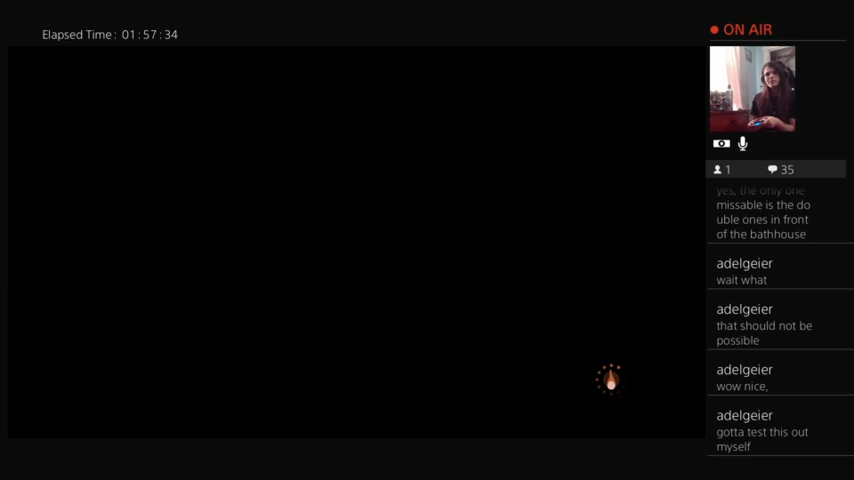 Elapsed Time: 01:57:34
ON AIR
1
35
yes, the only one
missable is the do
uble ones in front
of the bathhouse
adelgeier
wait what
adelgeier
that should not be
possible
adelgeier
wow nice,
adelgeier
gotta test this out
myself